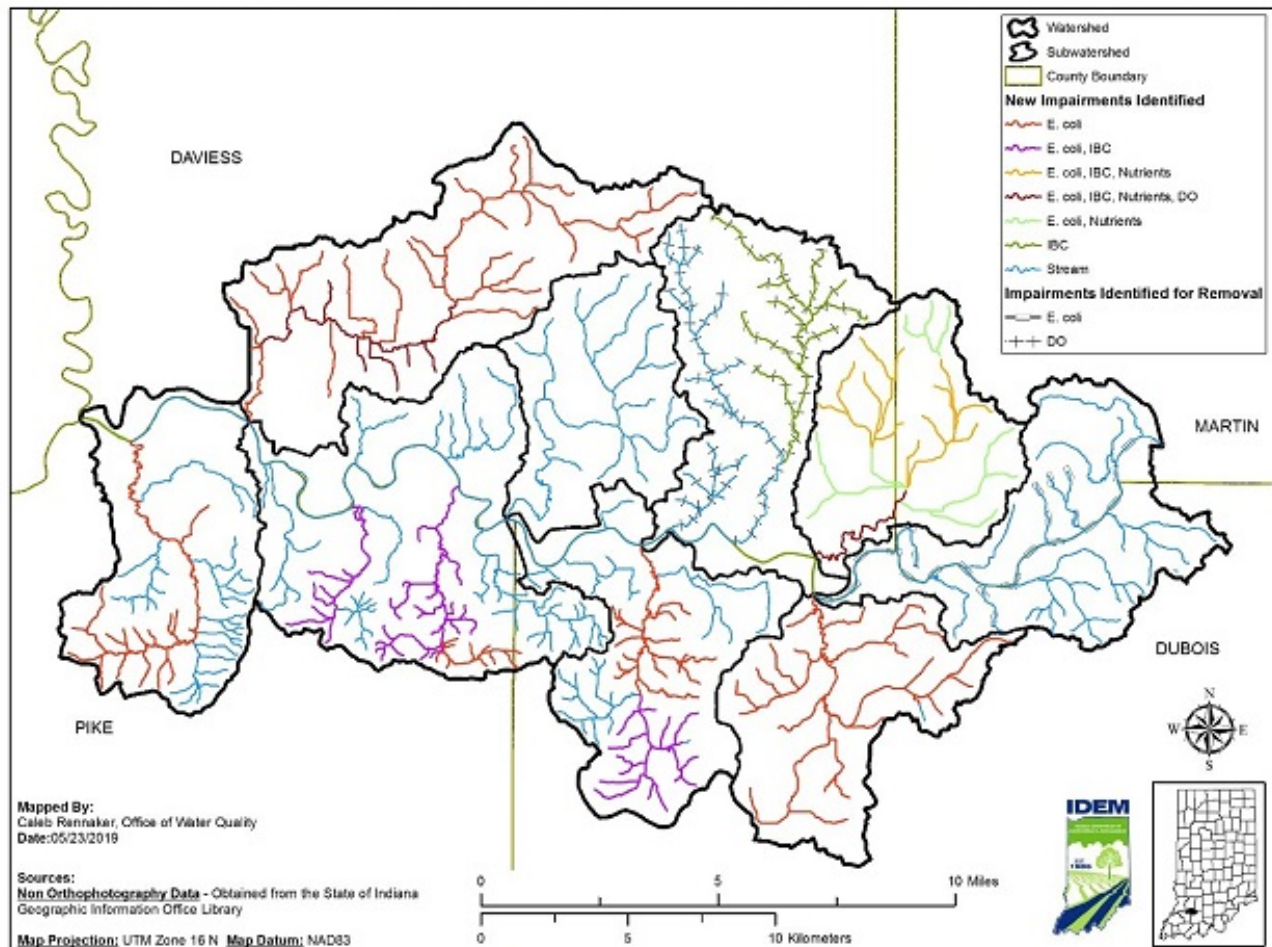 Watershed
Subwatershed
County Boundary
New Impairments Identified
E. coli
E. coli, IBC
E. coli, IBC, Nutrients
E. coli, IBC, Nutrients, DO
E. coli, Nutrients
IBC
Stream
Impairments Identified for Removal
E. coli
DO
DAVIESS
MARTIN
DUBOIS
PIKE
N
W E
S
Mapped By:
Caleb Rennaker, Office of Water Quality
Date:05/23/2019
Sources:
Non Orthophotography Data - Obtained from the State of Indiana
Geographic Information Office Library
Map Projection: UTM Zone 16 N Map Datum: NAD83
0 5 10 Miles
0 5 10 Kilometers
IDEM